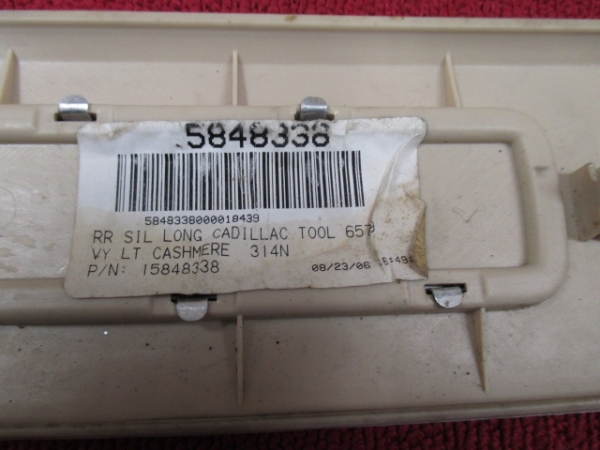 5848338
5848338000018439
RR SIL LONG CADILLAC TOOL 657
VY LT CASHMERE 314N
P/N: 15848338 08/23/06